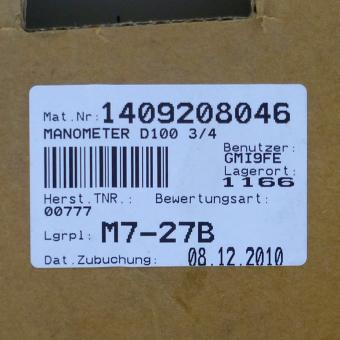 Mat.Nr: 1409208046
MANOMETER D100 3/4
Benutzer:
GMI9FE
Lagerort:
1166
Herst.TNR.: Bewertungsart:
00777
Lgrpl: M7-27B
Dat.Zubuchung: 08.12.2010